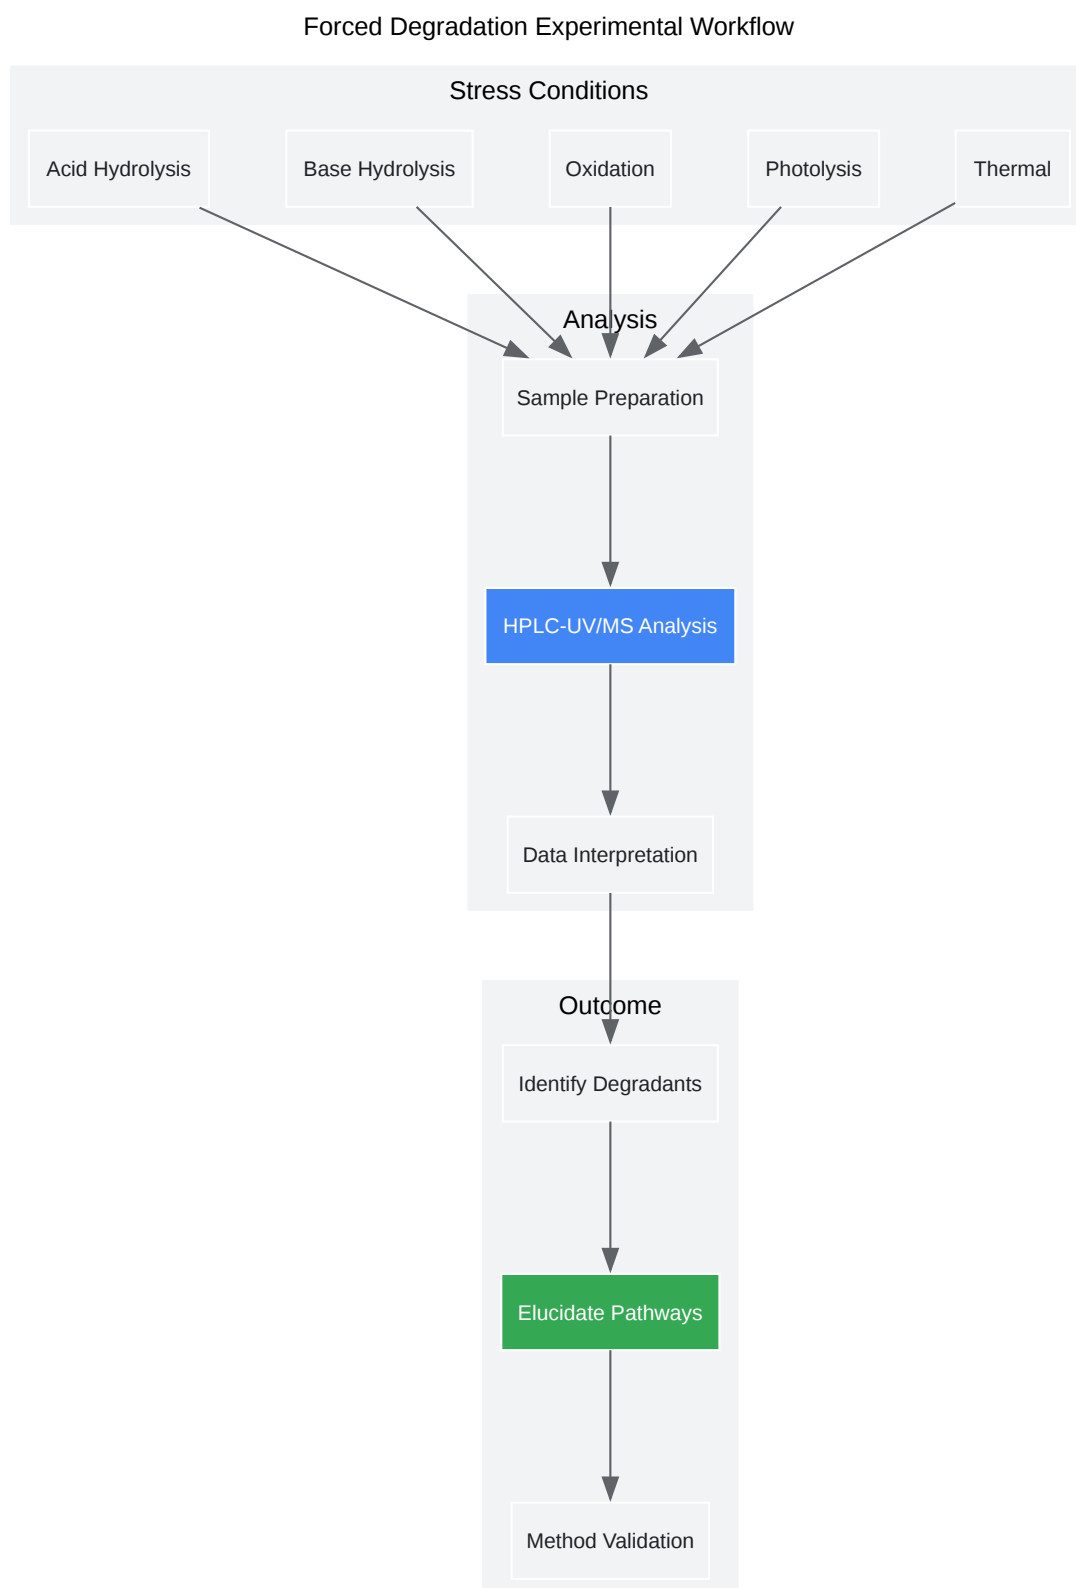 Forced Degradation Experimental Workflow
Stress Conditions
Acid Hydrolysis
Base Hydrolysis
Oxidation
Photolysis
Thermal
Analysis
Sample Preparation
HPLC-UV/MS Analysis
Data Interpretation
Outcome
Identify Degradants
Elucidate Pathways
Method Validation